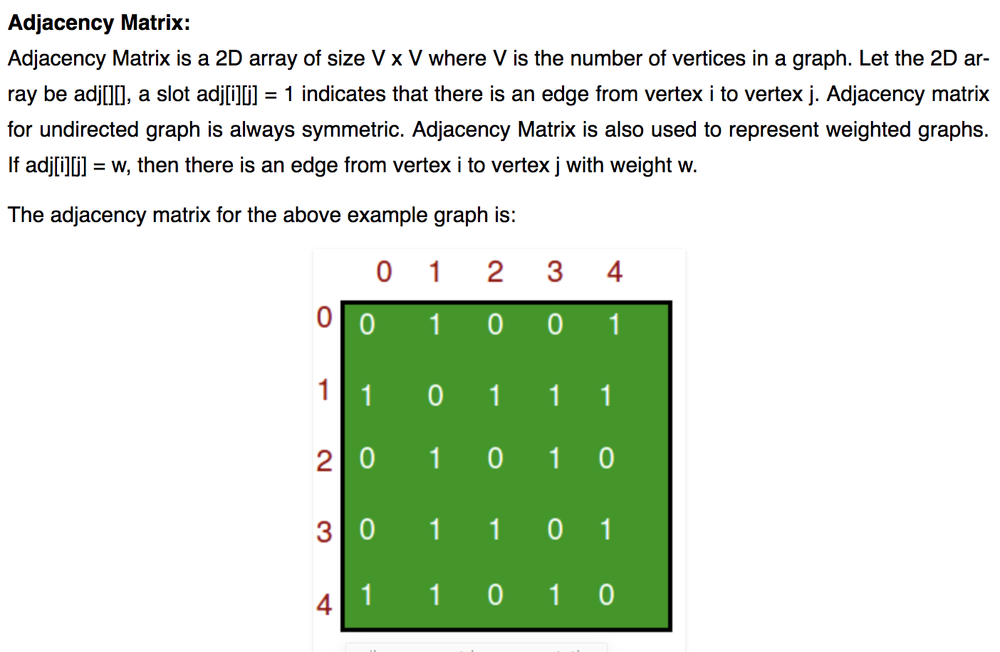 Adjacency Matrix:
Adjacency Matrix is a 2D array of size V x V where V is the number of vertices in a graph. Let the 2D ar-
ray be adj[][], a slot adj[i][j] = 1 indicates that there is an edge from vertex i to vertex j. Adjacency matrix
for undirected graph is always symmetric. Adjacency Matrix is also used to represent weighted graphs.
If adj[i][j] = w, then there is an edge from vertex i to vertex j with weight w.
The adjacency matrix for the above example graph is:
0 1 2 3 4
0 0 1 0 0 1
1 1 0 1 1 1
2 0 1 0 1 0
3 0 1 1 0 1
4 1 1 0 1 0